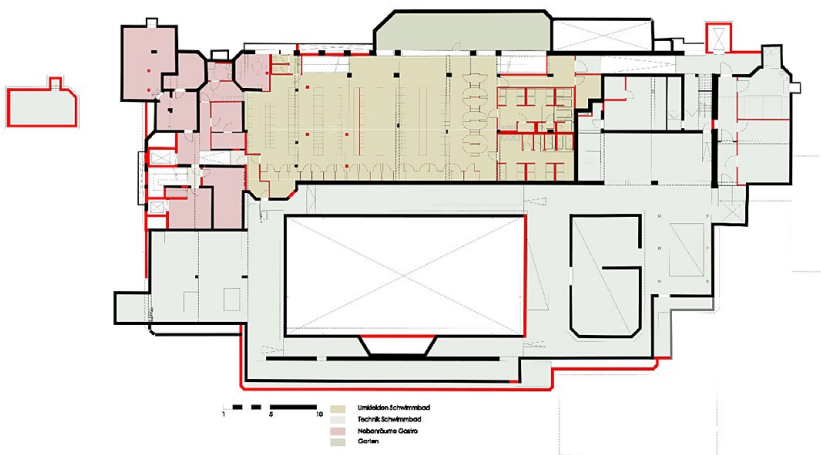 1 5 10
Umkleiden Schwimmbad
Technik Schwimmbad
Nebenräume Gastro
Garten